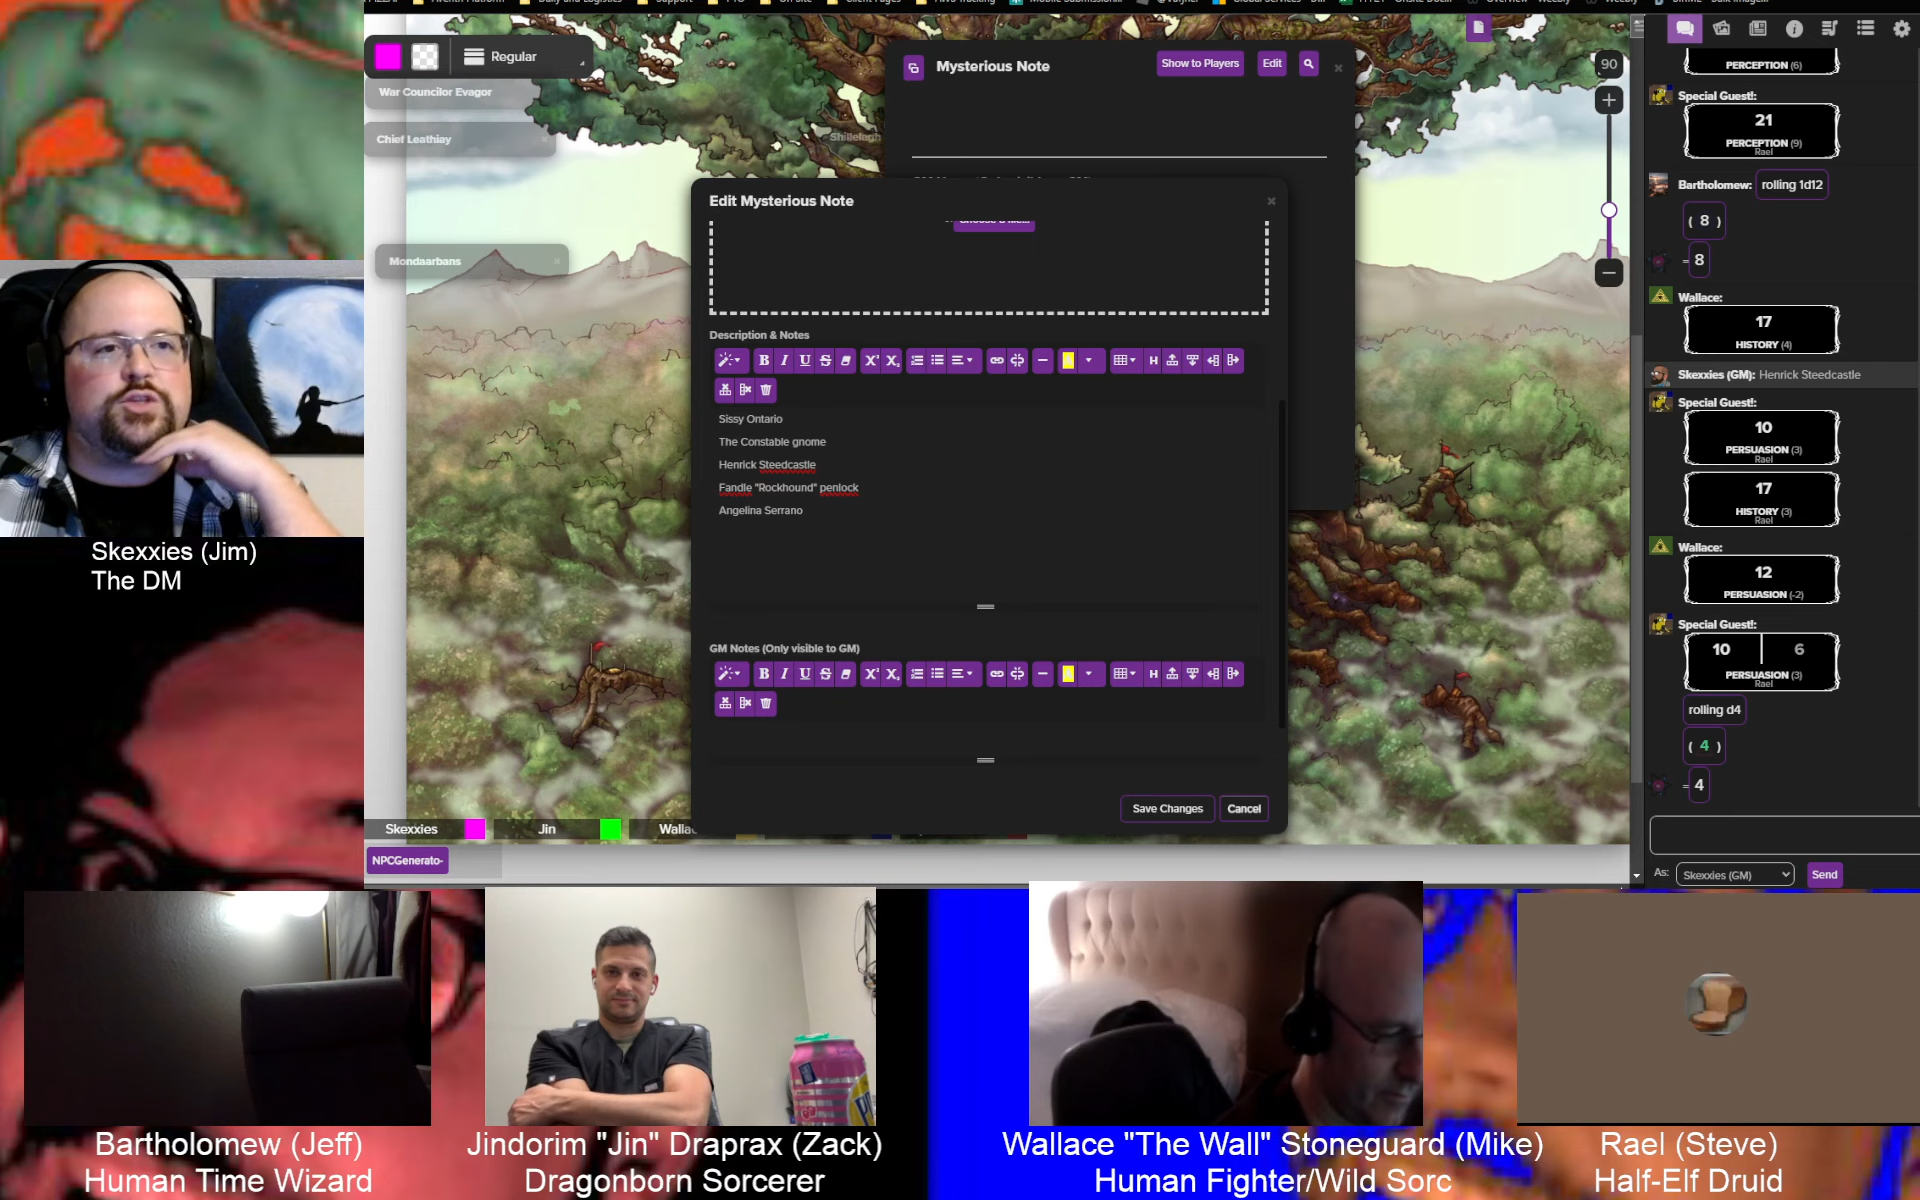 Regular
War Councilor Evagor
Chief Leathiay
Mondaarbans
Shillelagh
Mysterious Note
Show to Players
Edit
90
Edit Mysterious Note
Description & Notes
Sissy Ontario
The Constable gnome
Henrick Steedcastle
Fandle "Rockhound" penlock
Angelina Serrano
GM Notes (Only visible to GM)
Save Changes
Cancel
Skexxies
Jin
NPCGenerato-
PERCEPTION (6)
Special Guest!:
21
PERCEPTION (9)
Rael
Bartholomew: rolling 1d12
( 8 )
=8
Wallace:
17
HISTORY (4)
Skexxies (GM): Henrick Steedcastle
Special Guest!:
10
PERSUASION (3)
Rael
17
HISTORY (3)
Rael
Wallace:
12
PERSUASION (-2)
Special Guest!:
10 6
PERSUASION (3)
Rael
rolling d4
( 4 )
=4
As: Skexxies (GM)
Send
Skexxies (Jim)
The DM
Bartholomew (Jeff)
Human Time Wizard
Jindorim "Jin" Draprax (Zack)
Dragonborn Sorcerer
Wallace "The Wall" Stoneguard (Mike)
Human Fighter/Wild Sorc
Rael (Steve)
Half-Elf Druid